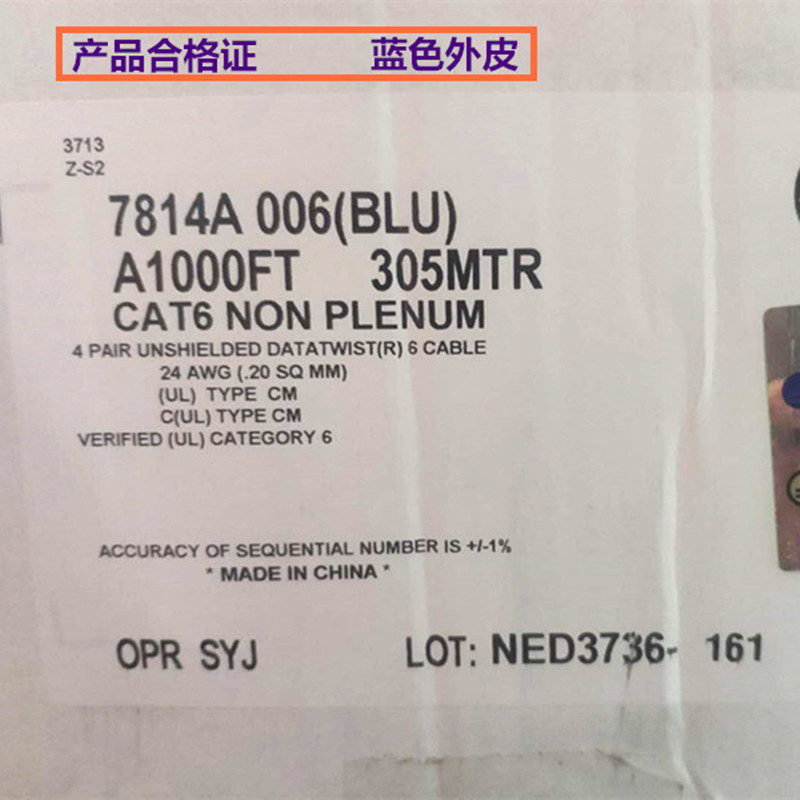 产品合格证 蓝色外皮
3713
Z-S2
7814A 006(BLU)
A1000FT 305MTR
CAT6 NON PLENUM
4 PAIR UNSHIELDED DATATWIST(R) 6 CABLE
24 AWG (.20 SQ MM)
(UL) TYPE CM
C(UL) TYPE CM
VERIFIED (UL) CATEGORY 6
ACCURACY OF SEQUENTIAL NUMBER IS +/-1%
* MADE IN CHINA *
OPR SYJ LOT: NED3736- 161